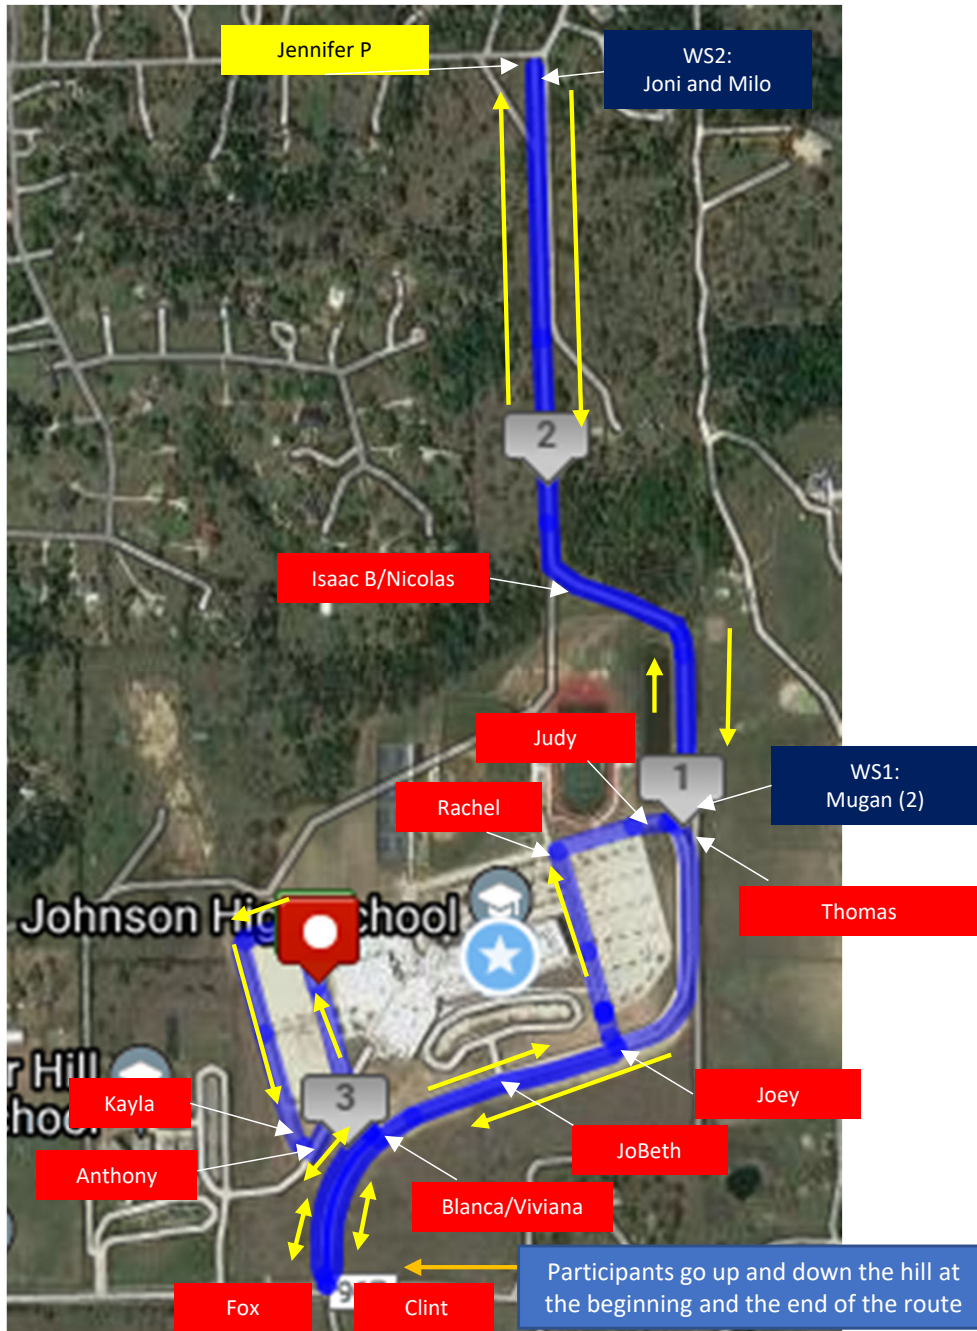 Jennifer P
WS2:
Joni and Milo
2
Isaac B/Nicolas
Judy
1
WS1:
Mugan (2)
Rachel
Thomas
Johnson High School
r Hill
chool
Kayla
3
Joey
Anthony
JoBeth
Blanca/Viviana
Fox
Clint
Participants go up and down the hill at
the beginning and the end of the route